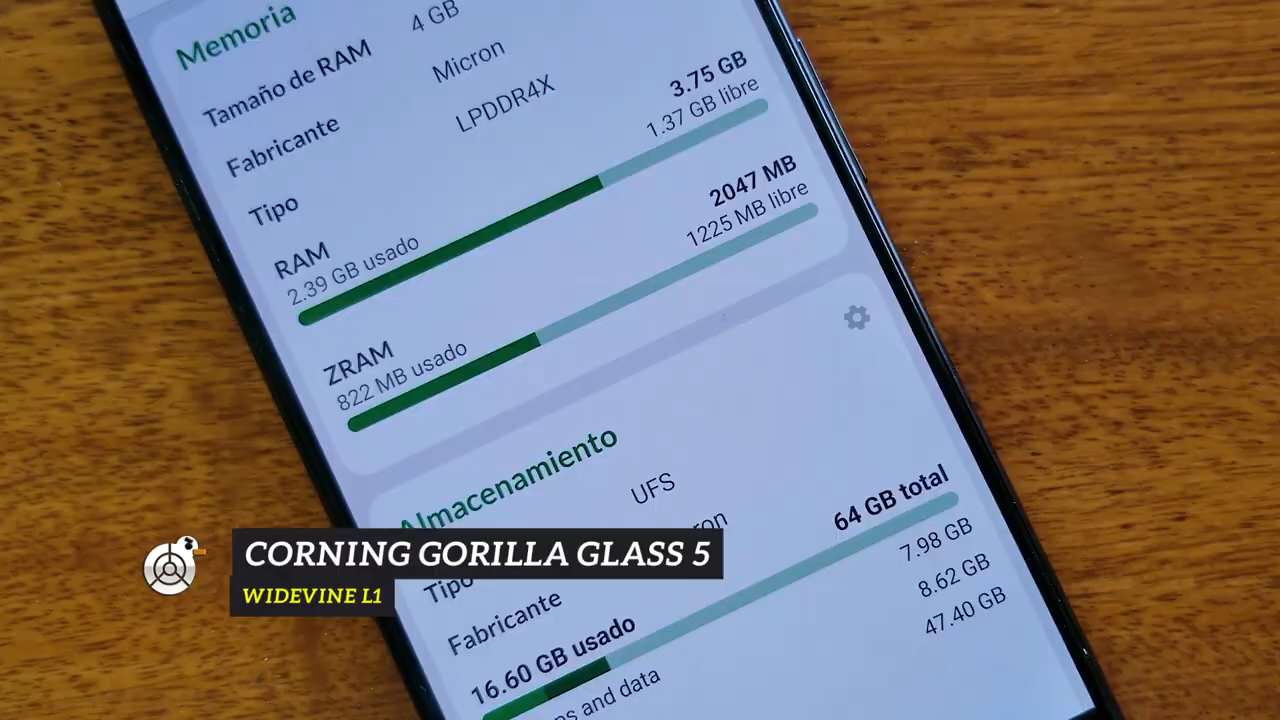 Memoria
Tamaño de RAM 4 GB
Fabricante Micron
Tipo LPDDR4X
RAM 3.75 GB
2.39 GB usado 1.37 GB libre
ZRAM 2047 MB
822 MB usado 1225 MB libre
Almacenamiento
Tipo UFS
Fabricante
16.60 GB usado 64 GB total
and data 7.98 GB
8.62 GB
47.40 GB
CORNING GORILLA GLASS 5
WIDEVINE L1